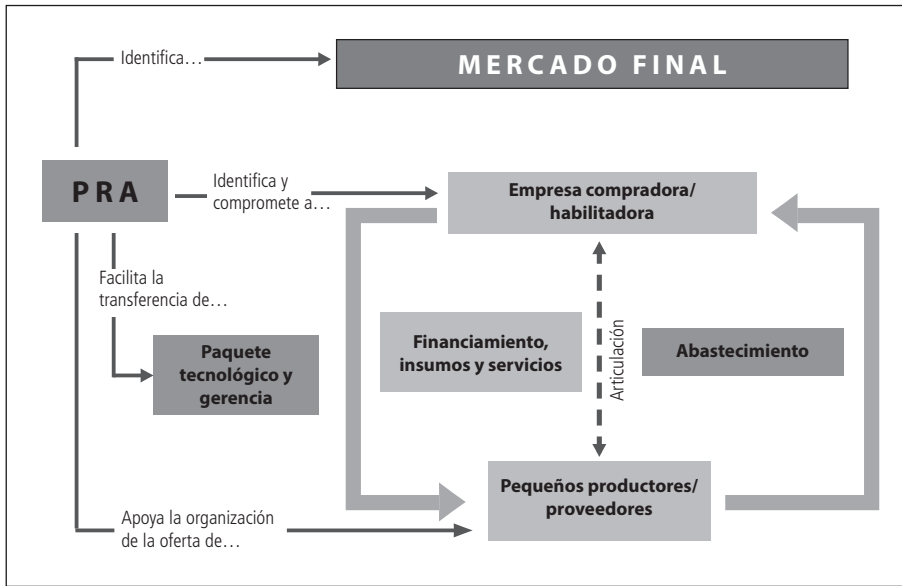 Identifica…
MERCADO FINAL
PRA
Identifica y
compromete a…
Empresa compradora/
habilitadora
Facilita la
transferencia de…
Financiamiento,
insumos y servicios
Articulación
Abastecimiento
Paquete
tecnológico y
gerencia
Pequeños productores/
proveedores
Apoya la organización
de la oferta de…